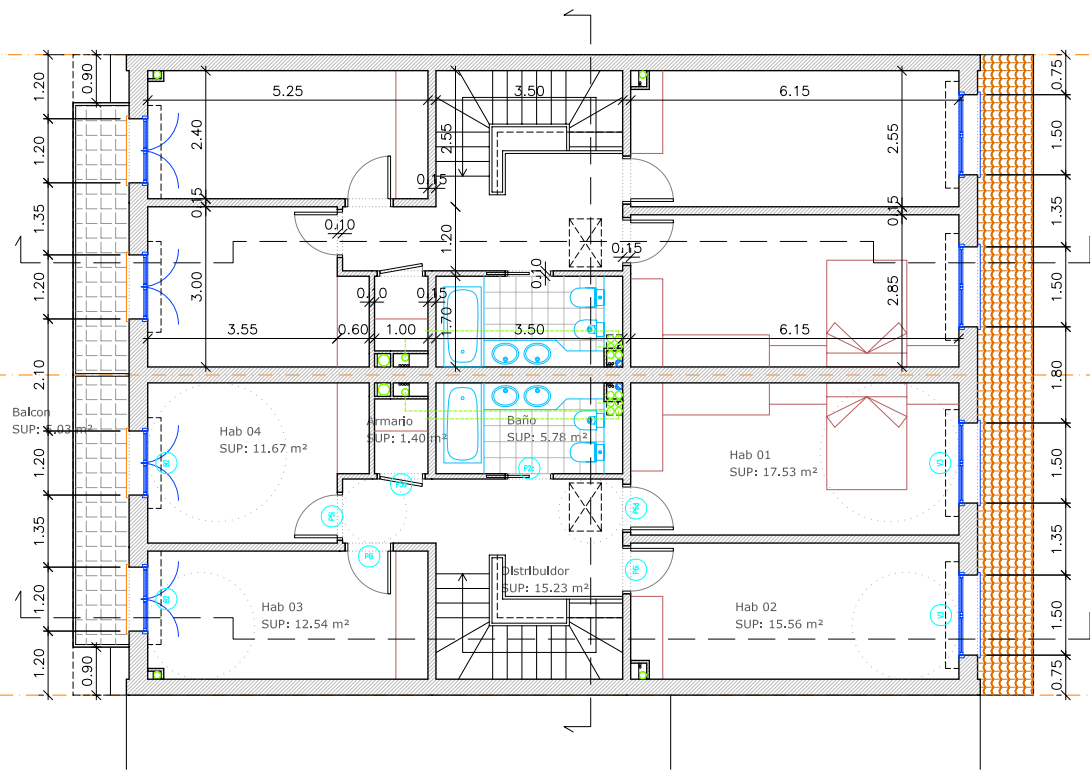 0.90
1.20
1.20
1.35
1.20
2.10
1.20
1.35
1.20
1.20
0.90
5.25
3.50
6.15
2.40
2.55
2.55
0.15
0.15
0.15
0.10
1.20
0.15
3.00
0.10
0.15
0.10
1.70
2.85
3.55
0.60
1.00
3.50
6.15
0.75
1.50
1.35
1.50
1.80
1.50
1.35
1.50
0.75
Balcon
Hab 04
SUP: 11.67 m²
Armario
SUP: 1.40 m²
Baño
SUP: 5.78 m²
Hab 01
SUP: 17.53 m²
Distribuidor
SUP: 15.23 m²
Hab 03
SUP: 12.54 m²
Hab 02
SUP: 15.56 m²